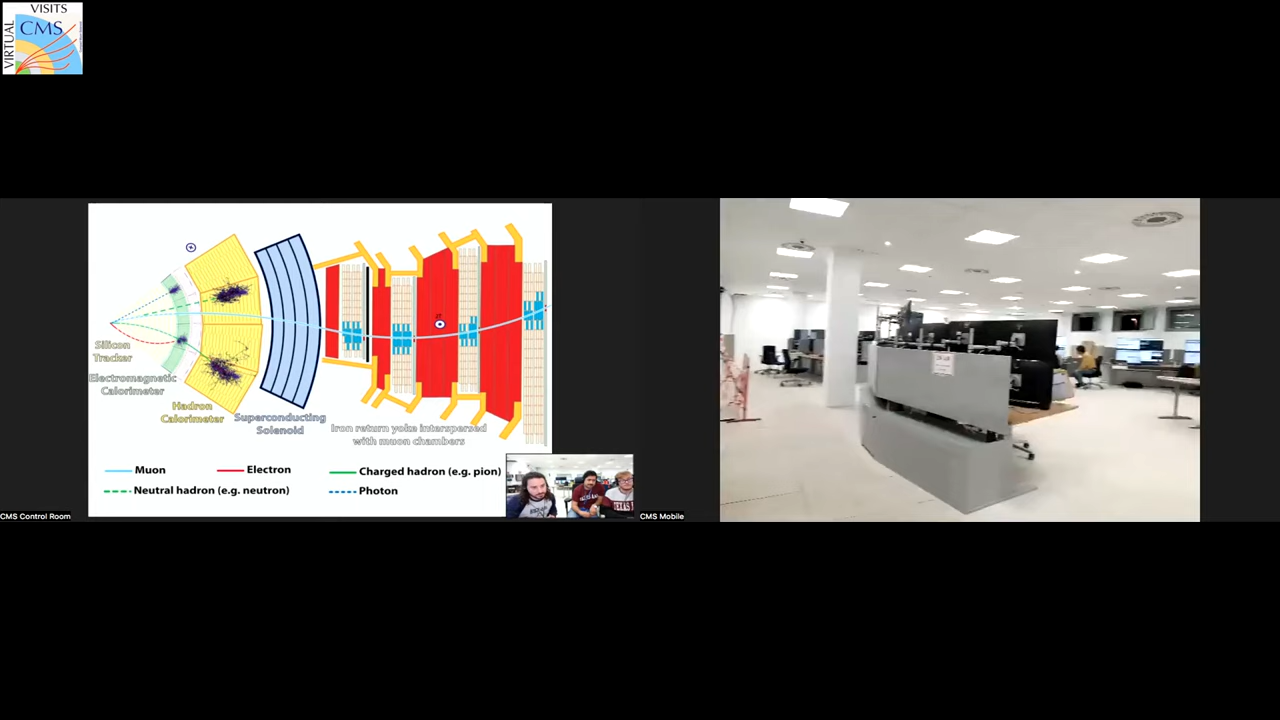 VISITS
CMS
VIRTUAL
Silicon
Tracker
Electromagnetic
Calorimeter
Hadron
Calorimeter
Superconducting
Solenoid
Iron return yoke interspersed
with muon chambers
Muon
Electron
Charged hadron (e.g. pion)
Neutral hadron (e.g. neutron)
Photon
CMS Control Room
CMS Mobile